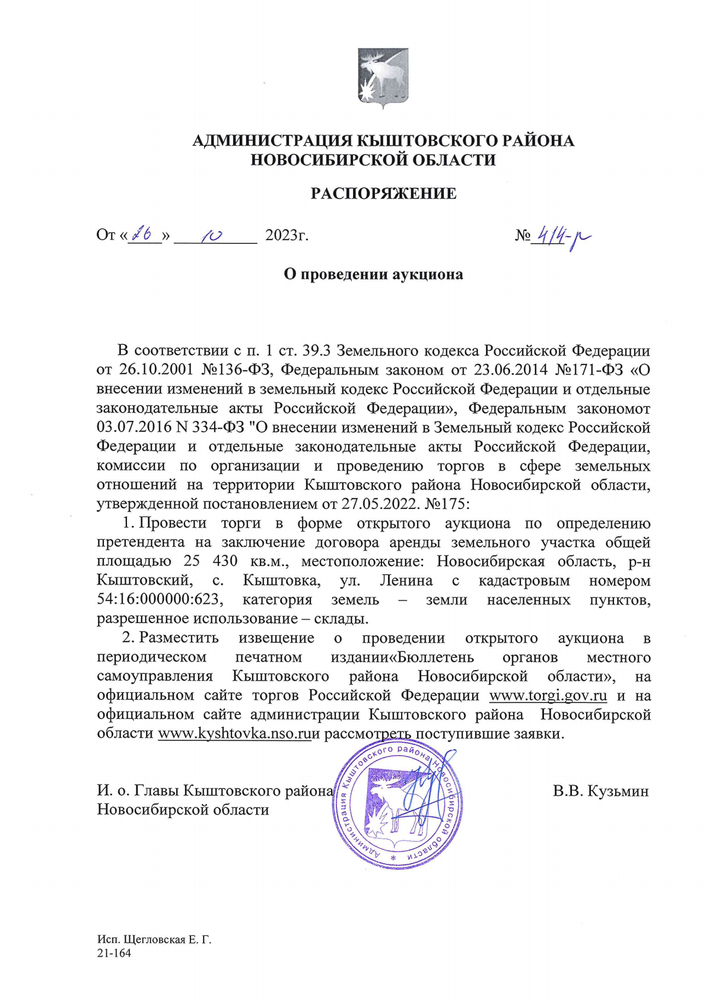 АДМИНИСТРАЦИЯ КЫШТОВСКОГО РАЙОНА
НОВОСИБИРСКОЙ ОБЛАСТИ
РАСПОРЯЖЕНИЕ
От «26» 10 2023г. № 414-р
О проведении аукциона
В соответствии с п. 1 ст. 39.3 Земельного кодекса Российской Федерации
от 26.10.2001 №136-ФЗ, Федеральным законом от 23.06.2014 №171-ФЗ «О
внесении изменений в земельный кодекс Российской Федерации и отдельные
законодательные акты Российской Федерации», Федеральным закономот
03.07.2016 N 334-ФЗ "О внесении изменений в Земельный кодекс Российской
Федерации и отдельные законодательные акты Российской Федерации,
комиссии по организации и проведению торгов в сфере земельных
отношений на территории Кыштовского района Новосибирской области,
утвержденной постановлением от 27.05.2022. №175:
1. Провести торги в форме открытого аукциона по определению
претендента на заключение договора аренды земельного участка общей
площадью 25 430 кв.м., местоположение: Новосибирская область, р-н
Кыштовский, с. Кыштовка, ул. Ленина с кадастровым номером
54:16:000000:623, категория земель – земли населенных пунктов,
разрешенное использование – склады.
2. Разместить извещение о проведении открытого аукциона в
периодическом печатном издании«Бюллетень органов местного
самоуправления Кыштовского района Новосибирской области», на
официальном сайте торгов Российской Федерации www.torgi.gov.ru и на
официальном сайте администрации Кыштовского района Новосибирской
области www.kyshtovka.nso.ruи рассмотреть поступившие заявки.
И. о. Главы Кыштовского района В.В. Кузьмин
Новосибирской области
Администрация Кыштовского района Новосибирской области *
Исп. Щегловская Е. Г.
21-164